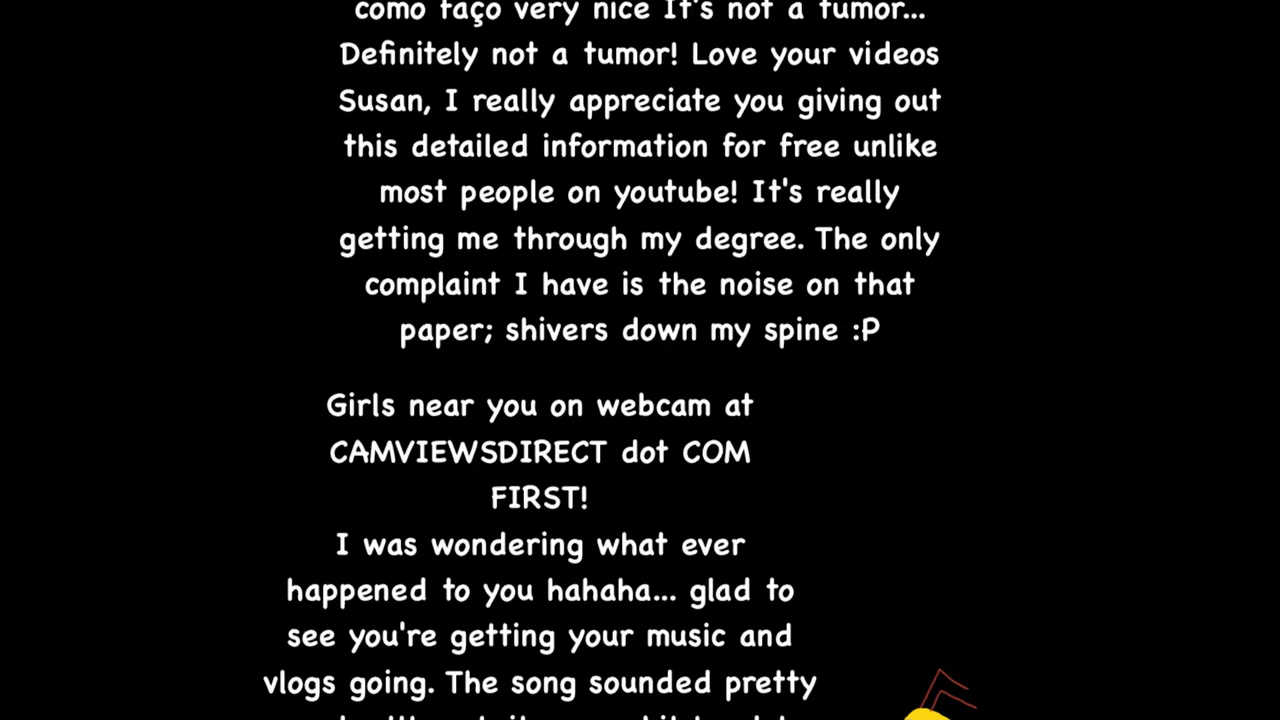 como faço very nice It's not a tumor...
Definitely not a tumor! Love your videos
Susan, I really appreciate you giving out
this detailed information for free unlike
most people on youtube! It's really
getting me through my degree. The only
complaint I have is the noise on that
paper; shivers down my spine :P
Girls near you on webcam at
CAMVIEWSDIRECT dot COM
FIRST!
I was wondering what ever
happened to you hahaha... glad to
see you're getting your music and
vlogs going. The song sounded pretty